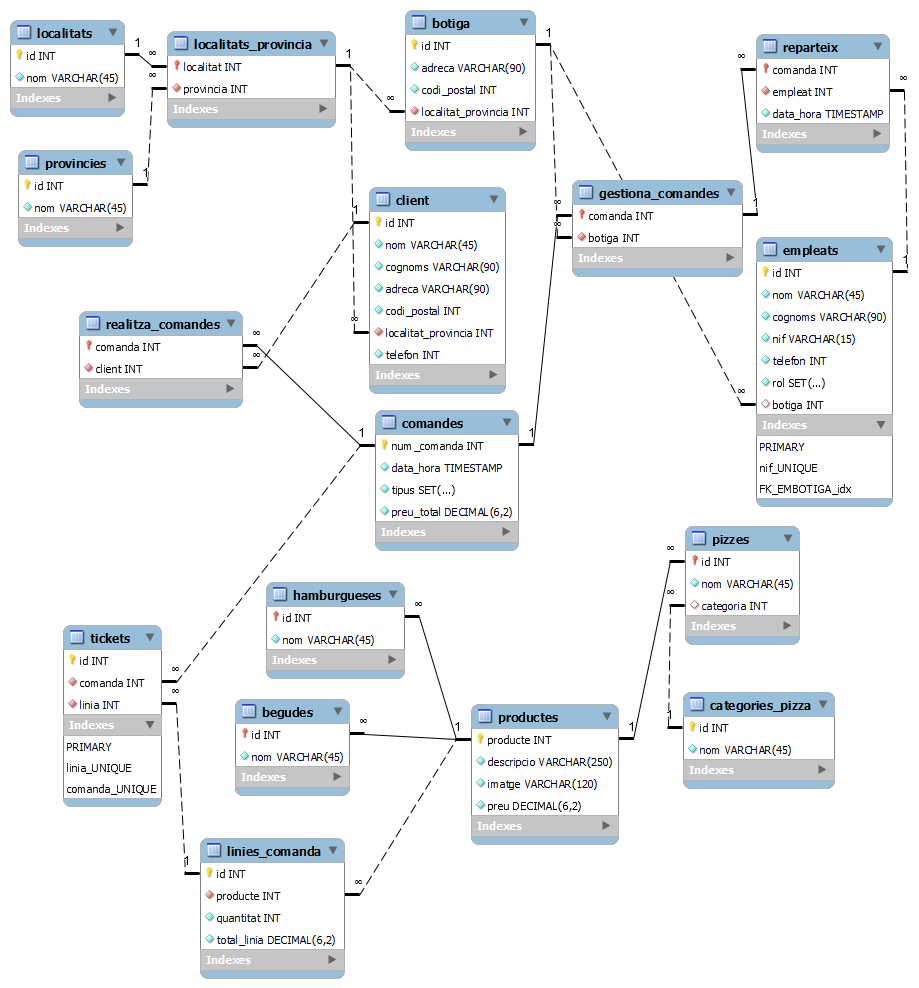 localitats
id INT
nom VARCHAR(45)
Indexes
1
∞
∞
1
localitats_provincia
localitat INT
provincia INT
Indexes
1
∞
provincies
id INT
nom VARCHAR(45)
Indexes
botiga
id INT
adreca VARCHAR(90)
codi_postal INT
localitat_provincia INT
Indexes
1
reparteix
comanda INT
empleat INT
data_hora TIMESTAMP
Indexes
∞
∞
1
client
id INT
nom VARCHAR(45)
cognoms VARCHAR(90)
adreca VARCHAR(90)
codi_postal INT
localitat_provincia INT
telefon INT
Indexes
1
∞
gestiona_comandes
comanda INT
botiga INT
Indexes
∞
∞
1
empleats
id INT
nom VARCHAR(45)
cognoms VARCHAR(90)
nif VARCHAR(15)
telefon INT
rol SET(...)
botiga INT
Indexes
PRIMARY
nif_UNIQUE
FK_EMBOTIGA_idx
∞
realitza_comandes
comanda INT
client INT
Indexes
∞
∞
comandes
num_comanda INT
data_hora TIMESTAMP
tipus SET(...)
preu_total DECIMAL(6,2)
Indexes
1
1
hamburgueses
id INT
nom VARCHAR(45)
Indexes
∞
pizzes
id INT
nom VARCHAR(45)
categoria INT
Indexes
∞
∞
tickets
id INT
comanda INT
linia INT
Indexes
PRIMARY
linia_UNIQUE
comanda_UNIQUE
∞
∞
begudes
id INT
nom VARCHAR(45)
Indexes
∞
productes
producte INT
descripcio VARCHAR(250)
imatge VARCHAR(120)
preu DECIMAL(6,2)
Indexes
1
1
categories_pizza
id INT
nom VARCHAR(45)
Indexes
1
linies_comanda
id INT
producte INT
quantitat INT
total_linia DECIMAL(6,2)
Indexes
1
∞